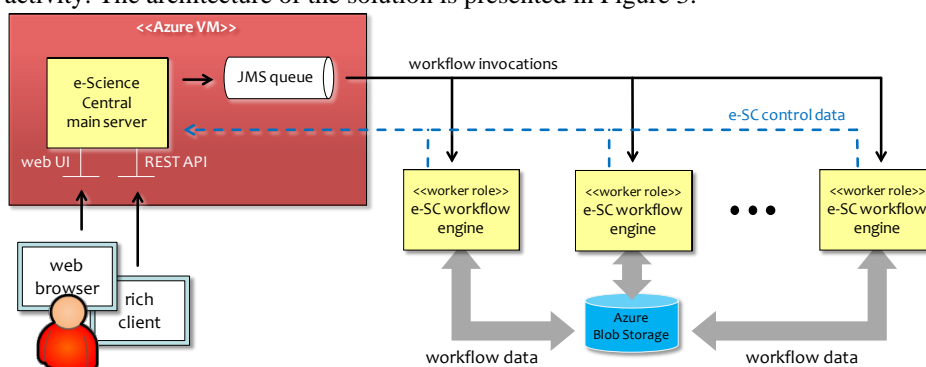 activity. The architecture of the solution is presented in Figure 3.
<<Azure VM>>
e-Science
Central
main server
JMS queue
workflow invocations
e-SC control data
web UI
REST API
<<worker role>>
e-SC workflow
engine
<<worker role>>
e-SC workflow
engine
<<worker role>>
e-SC workflow
engine
web
browser
rich
client
Azure
Blob Storage
workflow data
workflow data